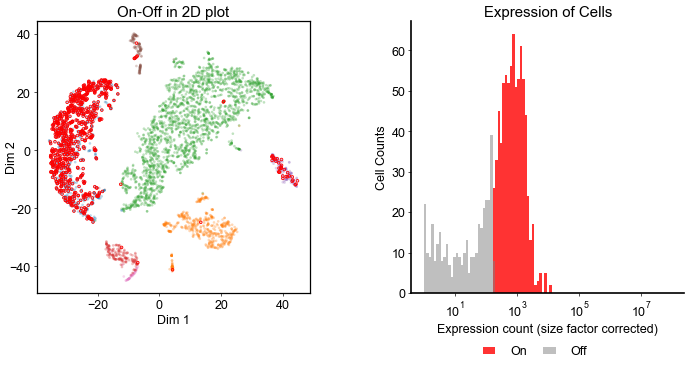 On-Off in 2D plot
Expression of Cells
40
20
0
−20
−40
Dim 2
−20
0
20
40
Dim 1
60
50
40
30
20
10
0
Cell Counts
10^1
10^3
10^5
10^7
Expression count (size factor corrected)
On
Off